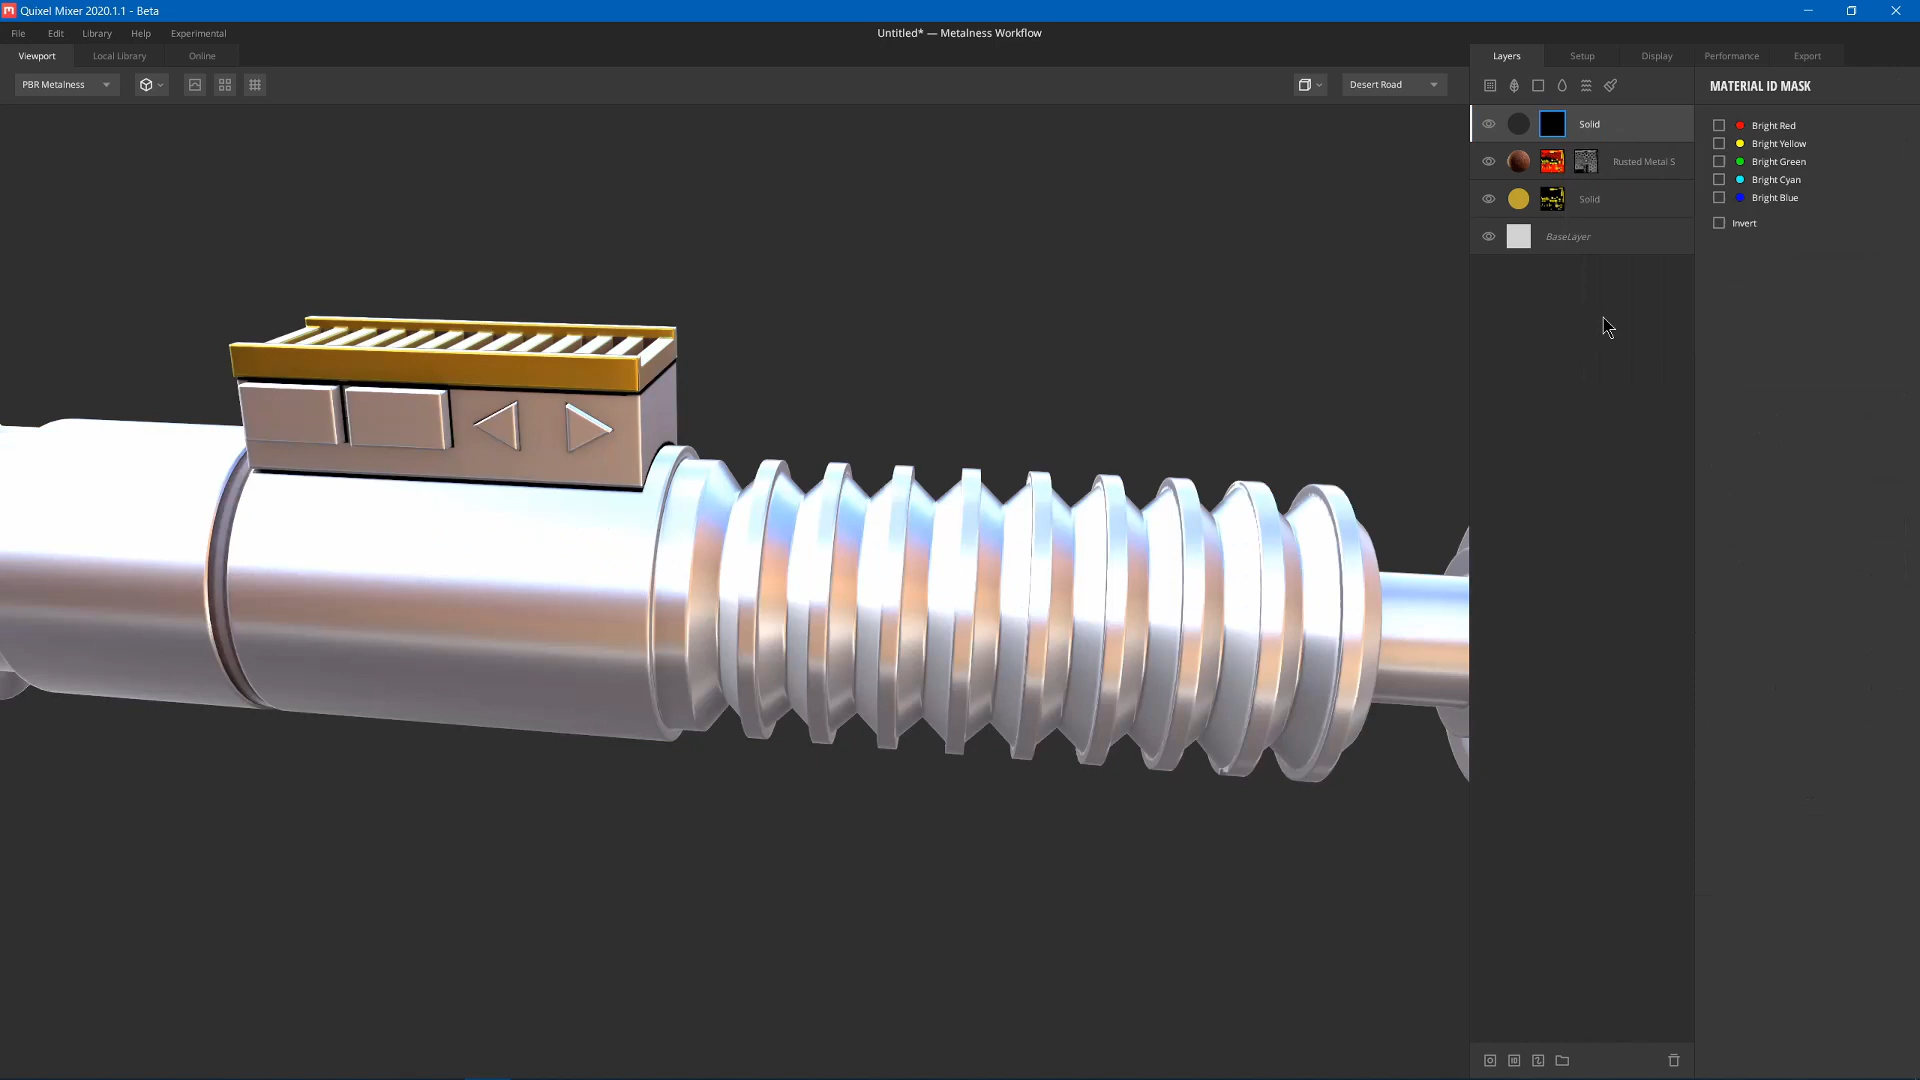 Quixel Mixer 2020.1.1 - Beta
File Edit Library Help Experimental
Untitled* — Metalness Workflow
Viewport Local Library Online
Layers Setup Display Performance Export
PBR Metalness
Desert Road
MATERIAL ID MASK
Solid
Rusted Metal S
Solid
BaseLayer
Bright Red
Bright Yellow
Bright Green
Bright Cyan
Bright Blue
Invert